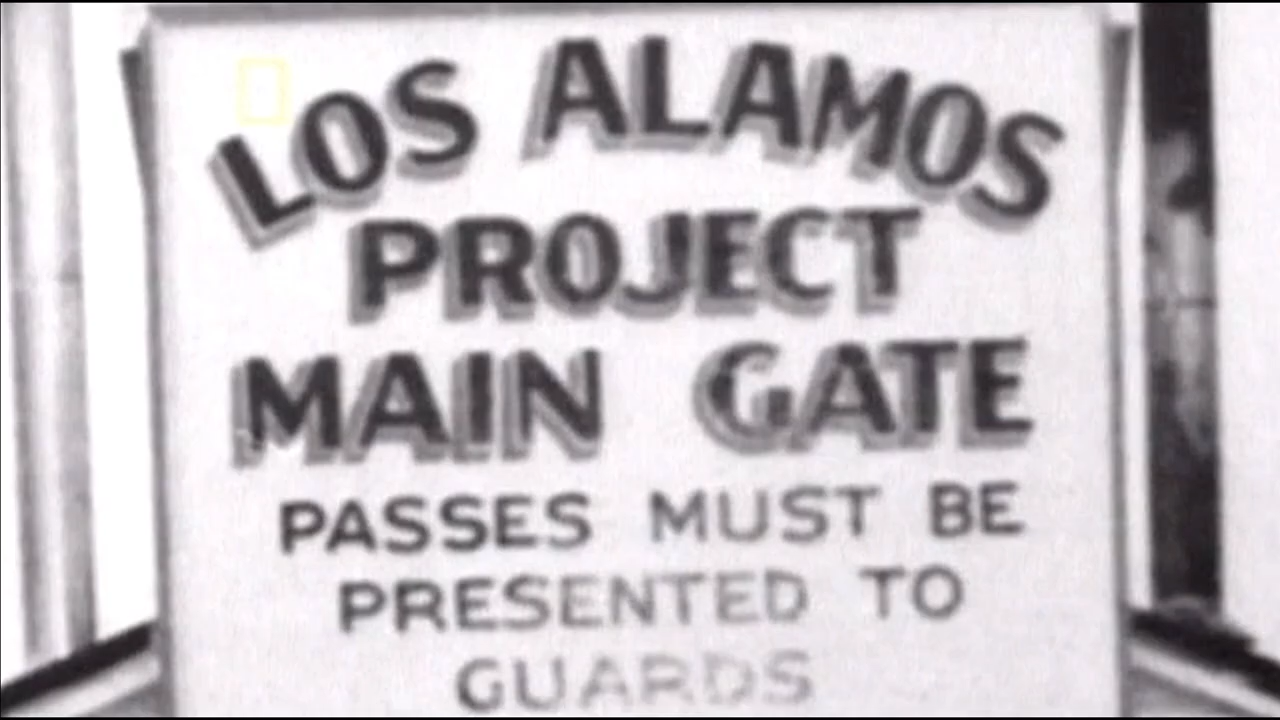 LOS ALAMOS
PROJECT
MAIN GATE
PASSES MUST BE
PRESENTED TO
GUARDS